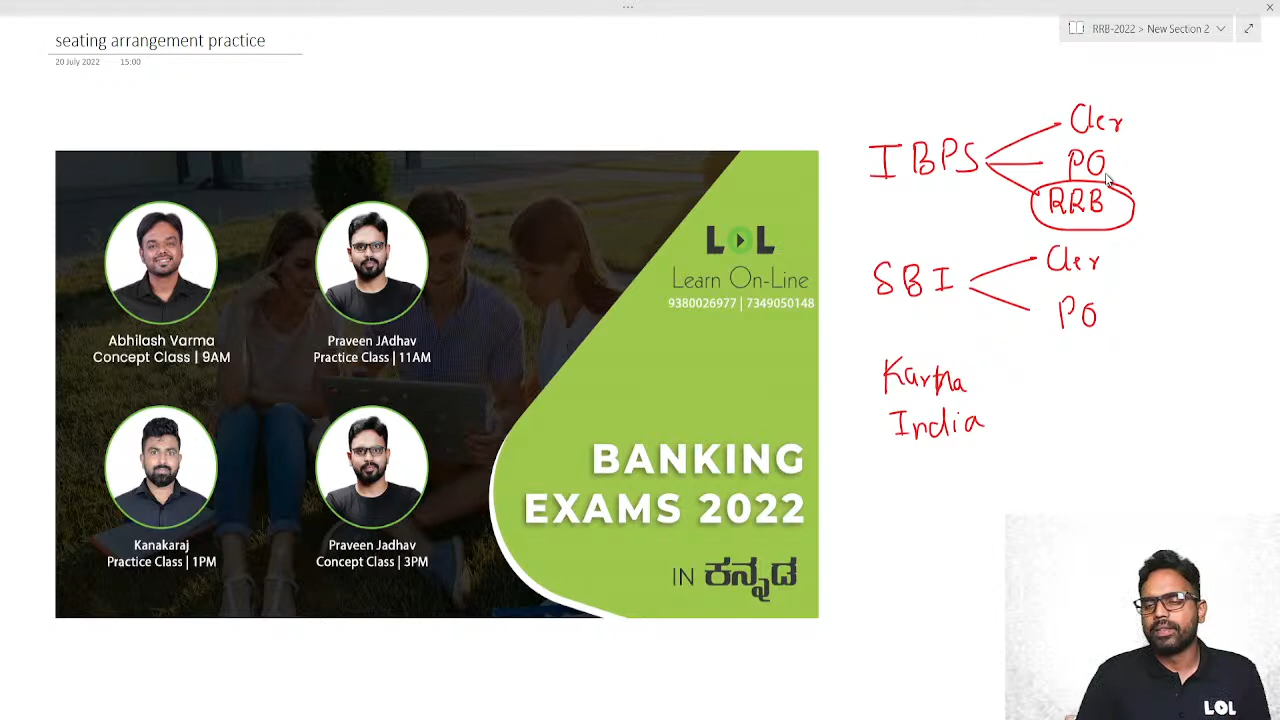 RRB-2022 > New Section 2
seating arrangement practice
20 July 2022 15:00
LOL
Learn On-Line
9380026977 | 7349050148
Abhilash Varma
Concept Class | 9AM
Praveen JAdhav
Practice Class | 11AM
Kanakaraj
Practice Class | 1PM
Praveen Jadhav
Concept Class | 3PM
BANKING
EXAMS 2022
IN ಕನ್ನಡ
IBPS
Cler
PO
RRB
SBI
Cler
PO
India
LOL